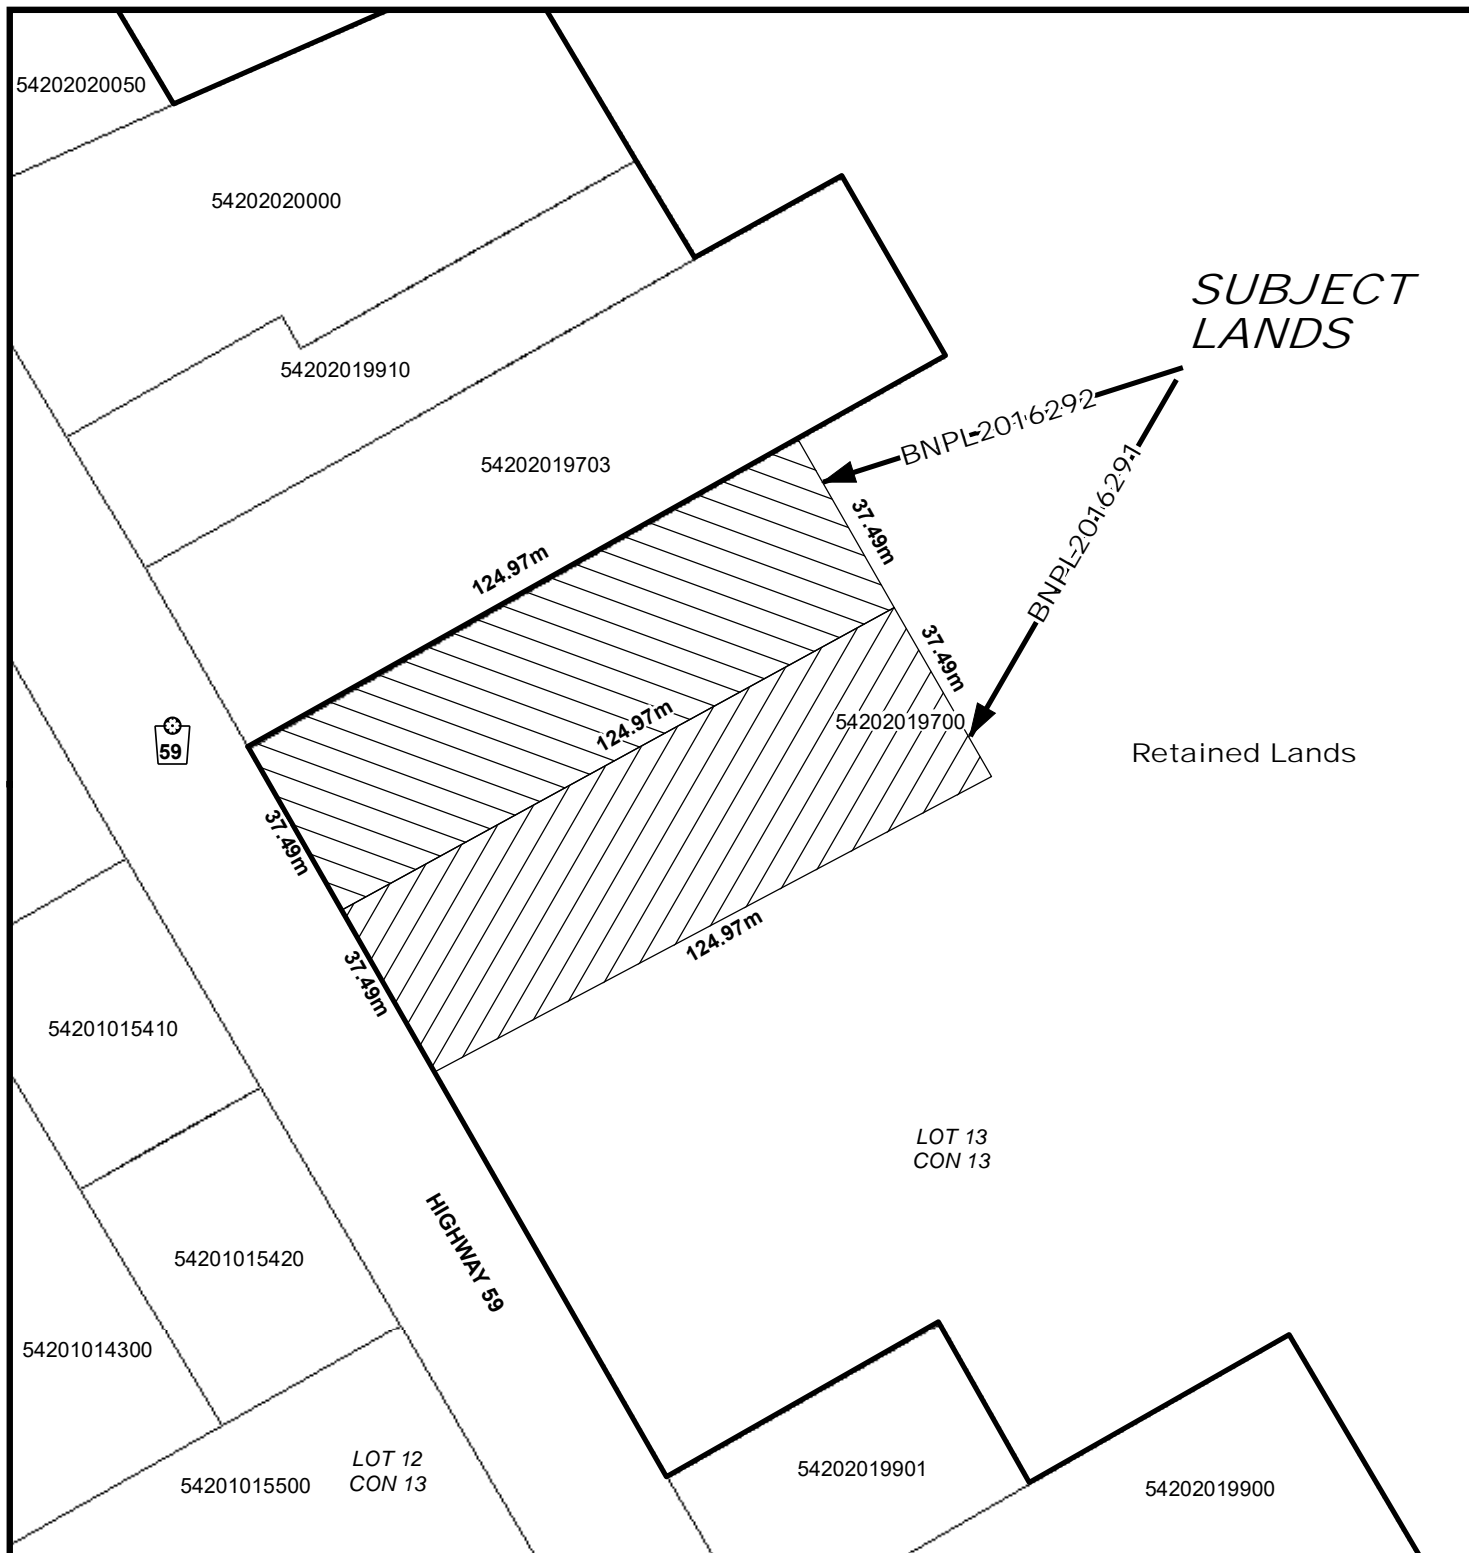 54202020050
54202020000
SUBJECT
LANDS
54202019910
BNPL-2016292
54202019703
BNPL-2016291
37.49m
124.97m
37.49m
54202019700
124.97m
59
Retained Lands
37.49m
124.97m
37.49m
54201015410
LOT 13
CON 13
HIGHWAY 59
54201015420
54201014300
LOT 12
CON 13
54201015500
54202019901
54202019900